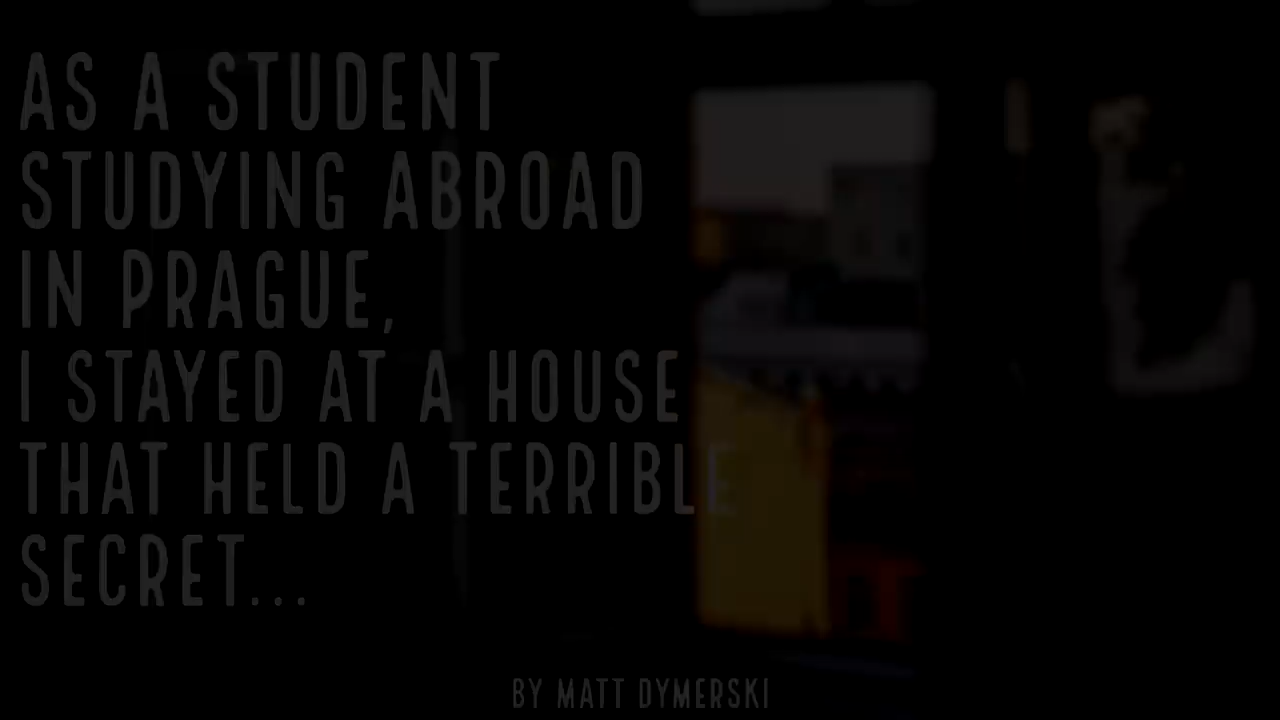 AS A STUDENT
STUDYING ABROAD
IN PRAGUE,
I STAYED AT A HOUSE
THAT HELD A TERRIBLE
SECRET...
BY MATT DYMERSKI